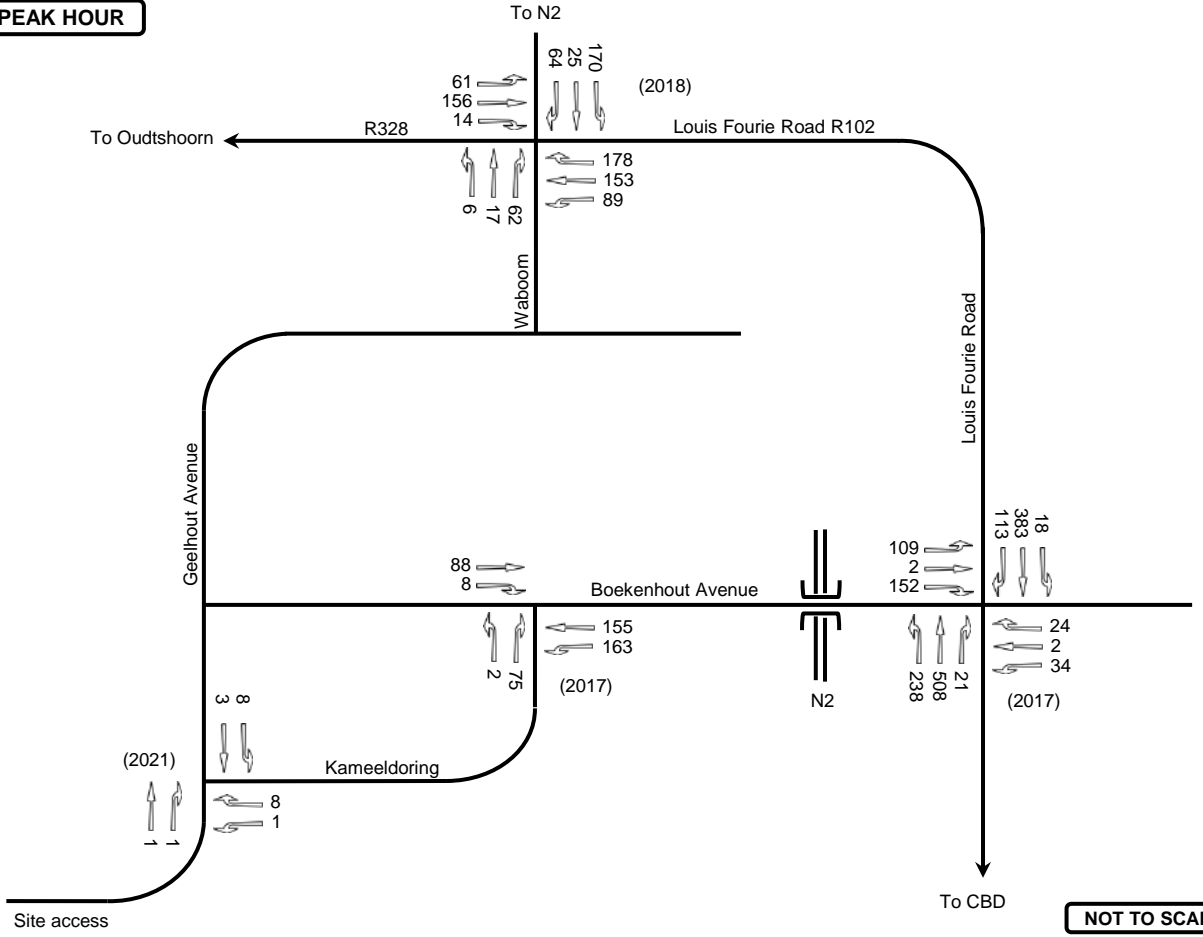 PEAK HOUR
To N2
64
25
170
(2018)
61
156
14
To Oudtshoorn
R328
Louis Fourie Road R102
178
153
89
6
17
62
Waboom
Louis Fourie Road
Geelhout Avenue
113
383
18
88
8
109
2
152
Boekenhout Avenue
155
163
24
2
34
2
75
(2017)
N2
238
508
21
(2017)
3
8
(2021)
Kameeldoring
8
1
1
1
To CBD
Site access
NOT TO SCAL